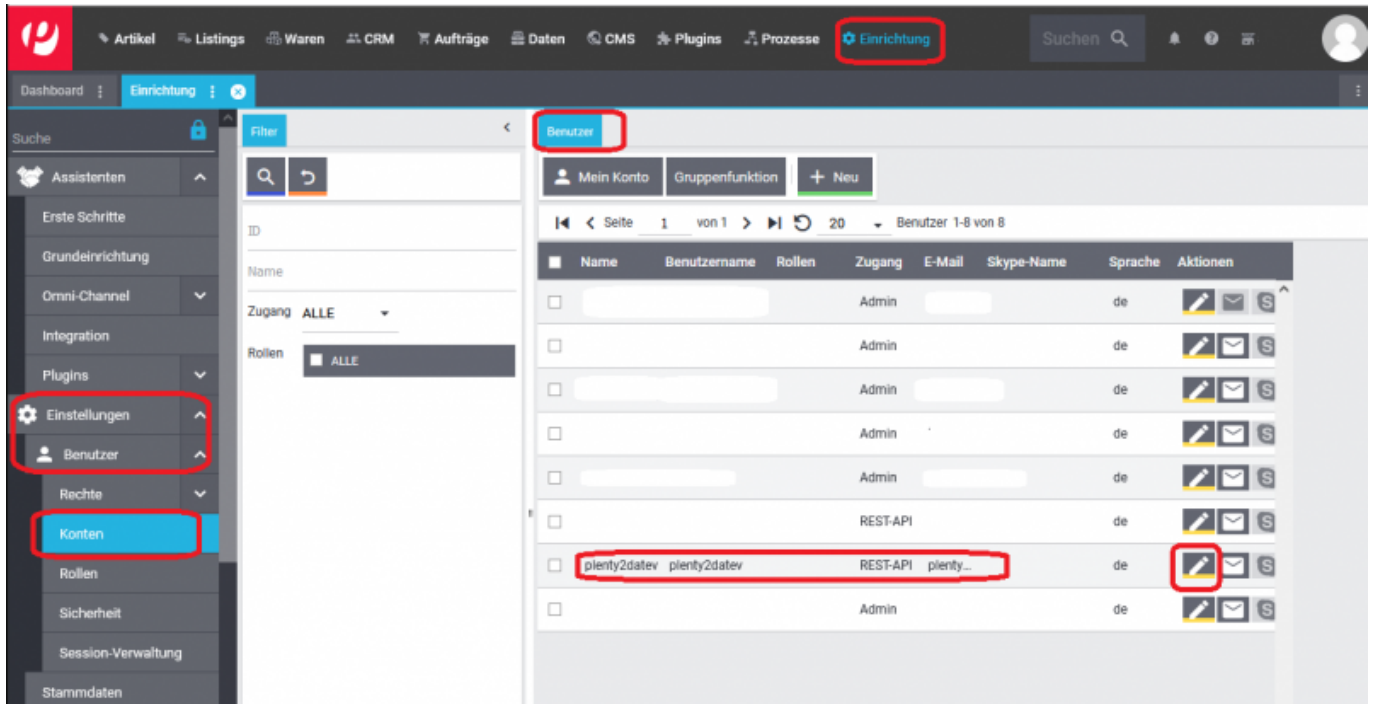 Artikel Listings Waren CRM Aufträge Daten CMS Plugins Prozesse Einrichtung Suchen
Dashboard Einrichtung
Suche
Assistenten
Erste Schritte
Grundeinrichtung
Omni-Channel
Integration
Plugins
Einstellungen
Benutzer
Rechte
Konten
Rollen
Sicherheit
Session-Verwaltung
Stammdaten
Filter
ID
Name
Zugang ALLE
Rollen ALLE
Benutzer
Mein Konto Gruppenfunktion + Neu
Seite 1 von 1 20 Benutzer 1-8 von 8
Name Benutzername Rollen Zugang E-Mail Skype-Name Sprache Aktionen
Admin de
Admin de
Admin de
Admin de
Admin de
REST-API de
plenty2datev plenty2datev REST-API plenty... de
Admin de